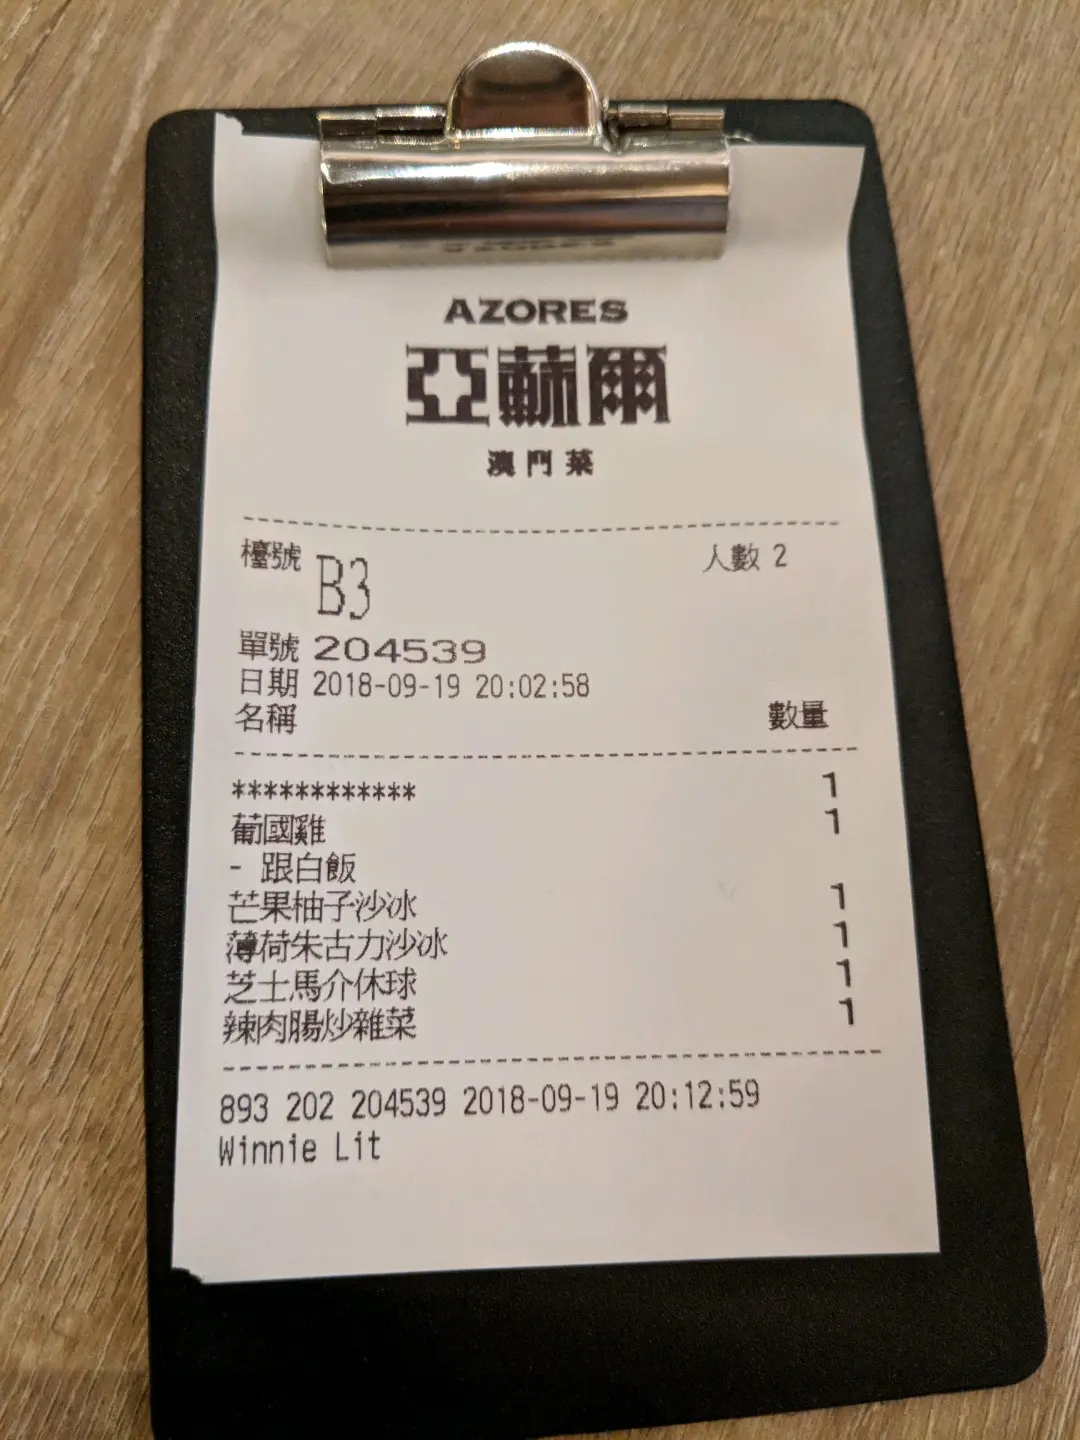 AZORES
亞蘇爾
澳門菜
檯號 B3 人數 2
單號 204539
日期 2018-09-19 20:02:58
名稱 數量
************ 1
葡國雞 1
- 跟白飯
芒果柚子沙冰 1
薄荷朱古力沙冰 1
芝士馬介休球 1
辣肉腸炒雜菜 1
893 202 204539 2018-09-19 20:12:59
Winnie Lit